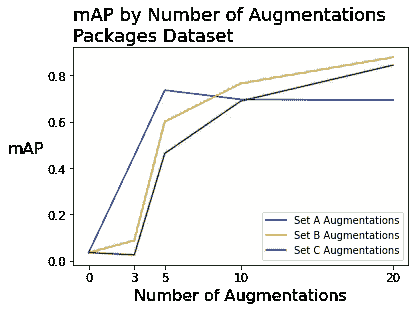 mAP by Number of Augmentations
Packages Dataset
mAP
0.8
0.6
0.4
0.2
0.0
Set A Augmentations
Set B Augmentations
Set C Augmentations
0 3 5 10 20
Number of Augmentations